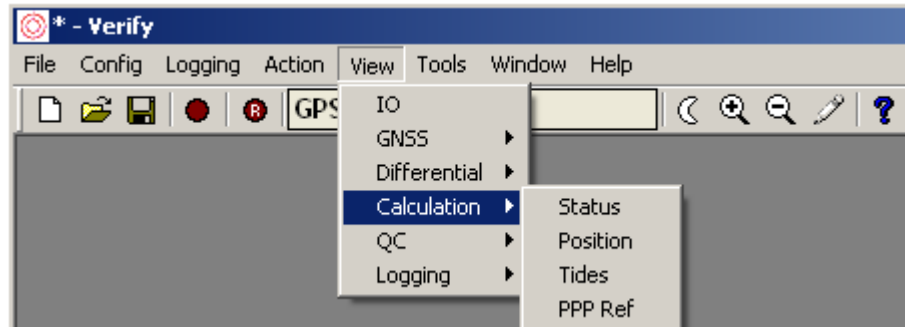 * - Verify
File Config Logging Action View Tools Window Help
R GPS ?
IO
GNSS
Differential
Calculation
QC
Logging
Status
Position
Tides
PPP Ref